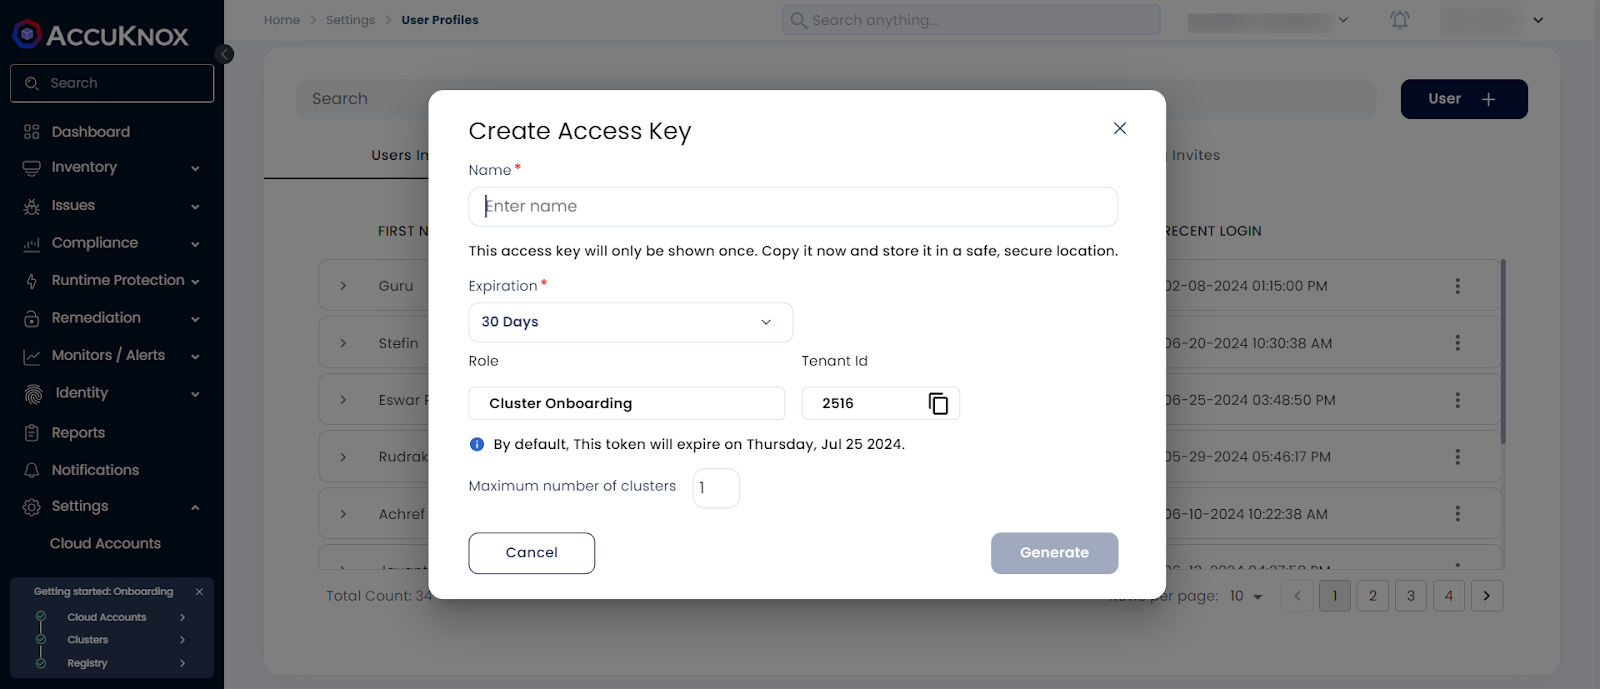 ACCUKNOX
Home > Settings > User Profiles
Search anything...
Search
Dashboard
Inventory
Issues
Compliance
Runtime Protection
Remediation
Monitors / Alerts
Identity
Reports
Notifications
Settings
Cloud Accounts
Getting started: Onboarding
Cloud Accounts
Clusters
Registry
Search
User +
Users In
Invites
FIRST N
RECENT LOGIN
Guru
02-08-2024 01:15:00 PM
Stefin
06-20-2024 10:30:38 AM
Eswar
06-25-2024 03:48:50 PM
Rudrak
05-29-2024 05:46:17 PM
Achref
06-10-2024 10:22:38 AM
Total Count: 34
per page: 10
1 2 3 4
Create Access Key
Name *
Enter name
This access key will only be shown once. Copy it now and store it in a safe, secure location.
Expiration *
30 Days
Role
Tenant Id
Cluster Onboarding
2516
By default, This token will expire on Thursday, Jul 25 2024.
Maximum number of clusters 1
Cancel
Generate